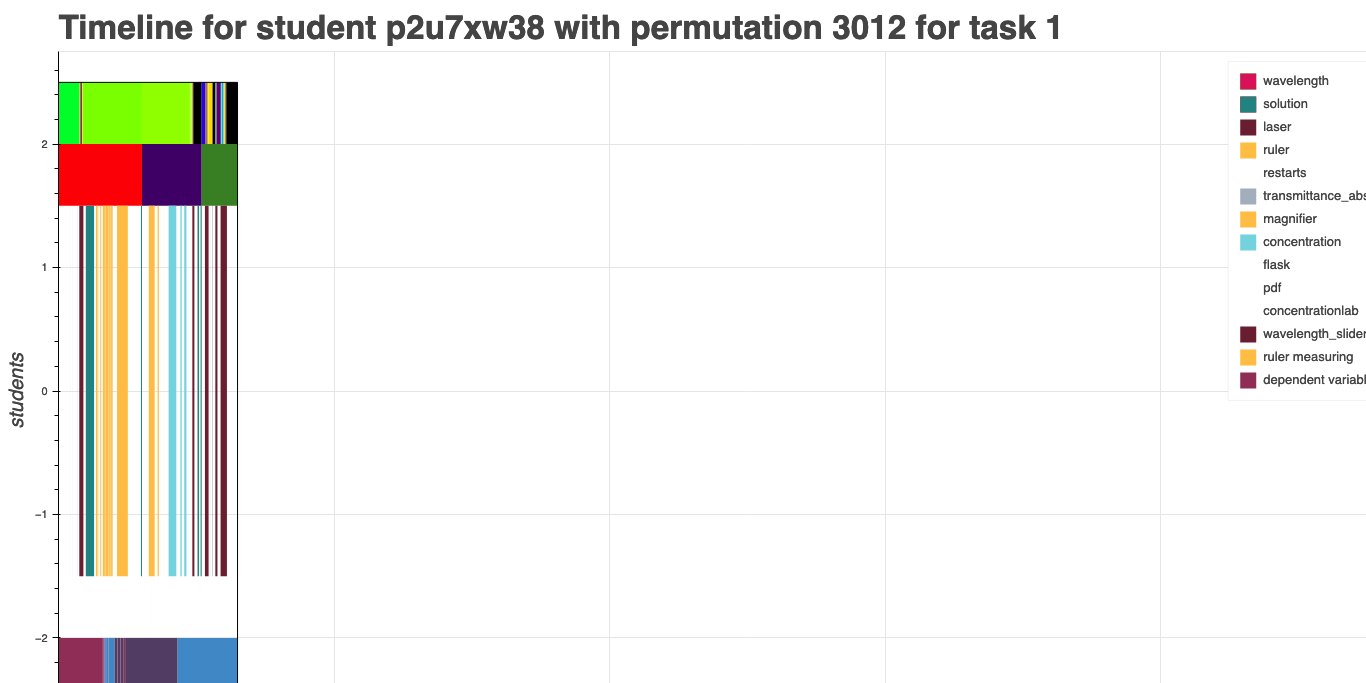 Timeline for student p2u7xw38 with permutation 3012 for task 1
wavelength
solution
laser
ruler
restarts
transmittance_abs
magnifier
concentration
flask
pdf
concentrationlab
wavelength_slider
ruler measuring
dependent variabl
2
1
0
−1
−2
students